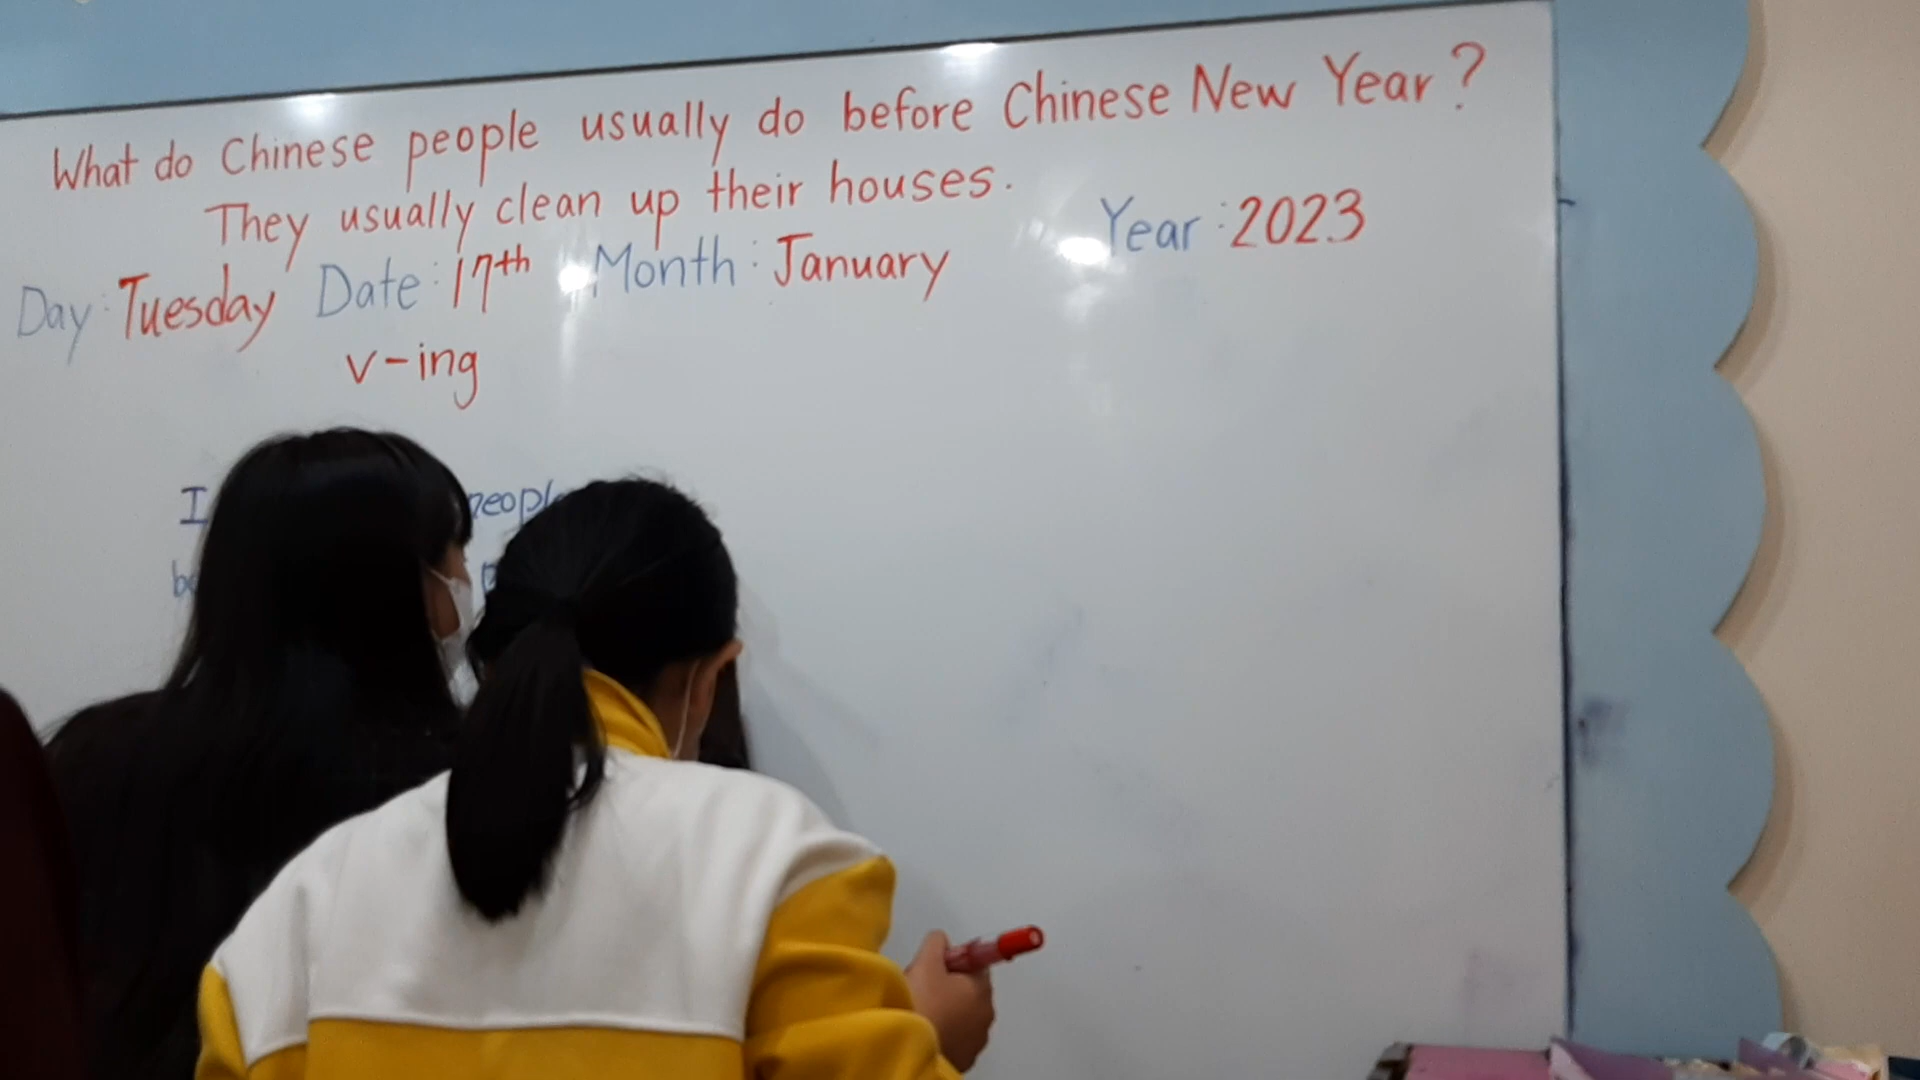 What do Chinese people usually do before Chinese New Year?
They usually clean up their houses.
Day: Tuesday Date: 17th Month: January Year: 2023
v-ing
I